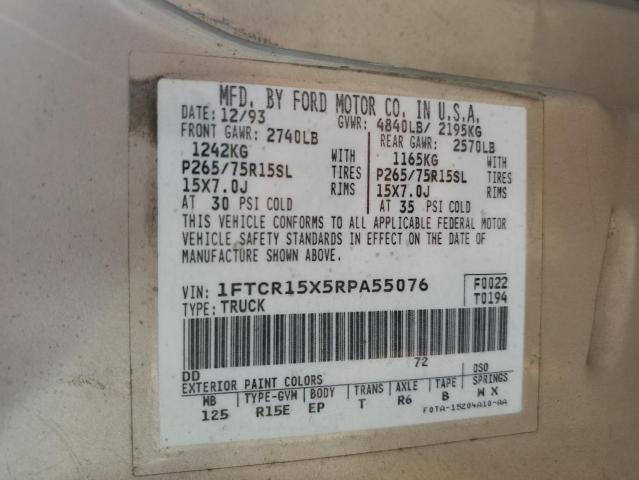 MFD. BY FORD MOTOR CO. IN U.S.A.
DATE: 12/93 GVWR: 4840LB/ 2195KG
FRONT GAWR: 2740LB REAR GAWR: 2570LB
1242KG WITH 1165KG WITH
P265/75R15SL TIRES P265/75R15SL TIRES
15X7.0J RIMS 15X7.0J RIMS
AT 30 PSI COLD AT 35 PSI COLD
THIS VEHICLE CONFORMS TO ALL APPLICABLE FEDERAL MOTOR
VEHICLE SAFETY STANDARDS IN EFFECT ON THE DATE OF
MANUFACTURE SHOWN ABOVE.
VIN: 1FTCR15X5RPA55076 F0022
TYPE: TRUCK T0194
72
DD DSO
EXTERIOR PAINT COLORS
WB TYPE-GVM BODY TRANS AXLE TAPE SPRINGS
125 R15E EP T R6 B W X
F0TA-15204A10-AA